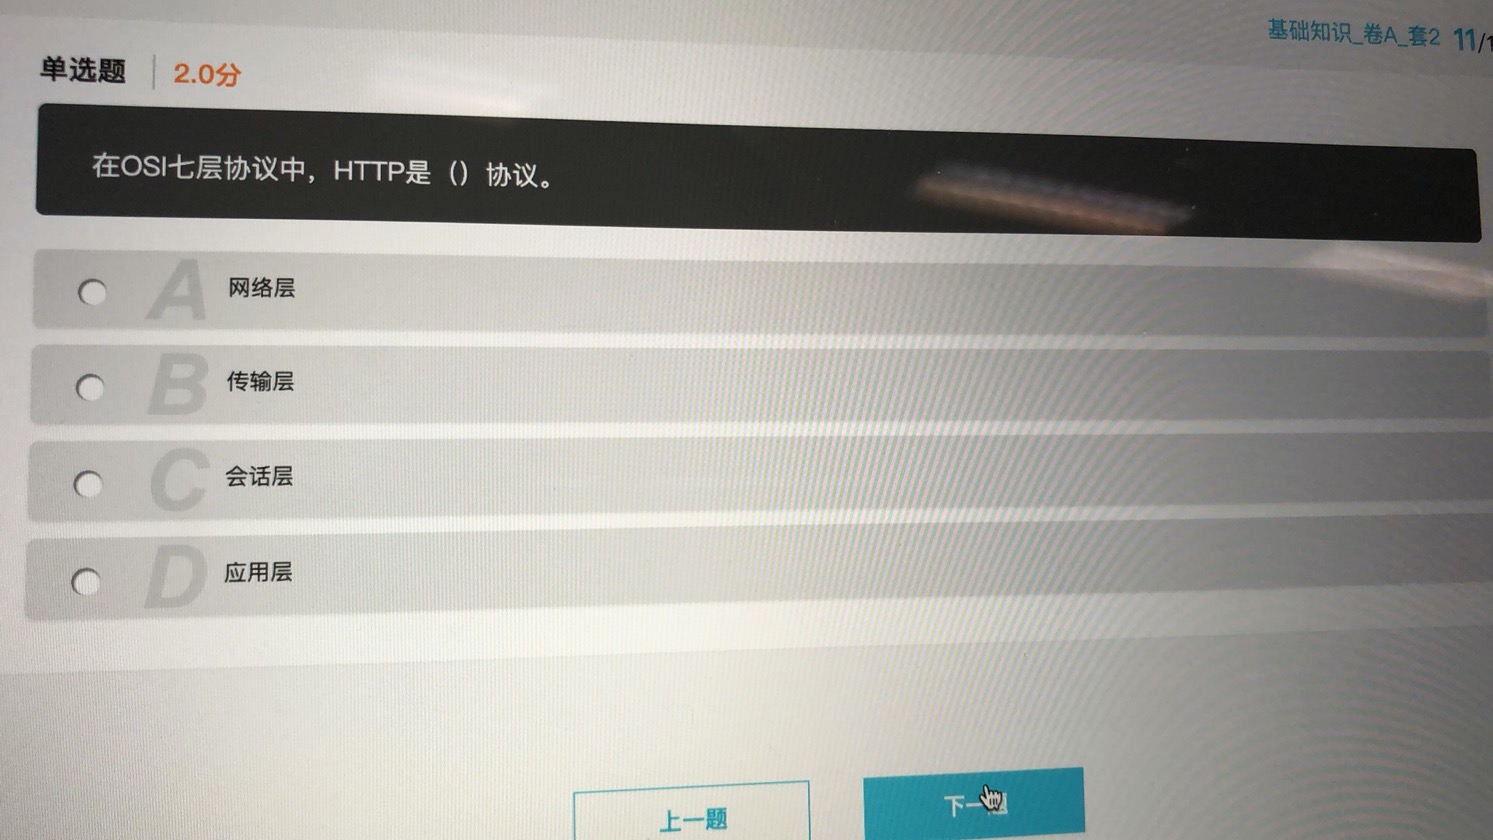 基础知识_卷A_套2 11/1
单选题 2.0分
在OSI七层协议中，HTTP是（）协议。
A 网络层
B 传输层
C 会话层
D 应用层
上一题 下一题